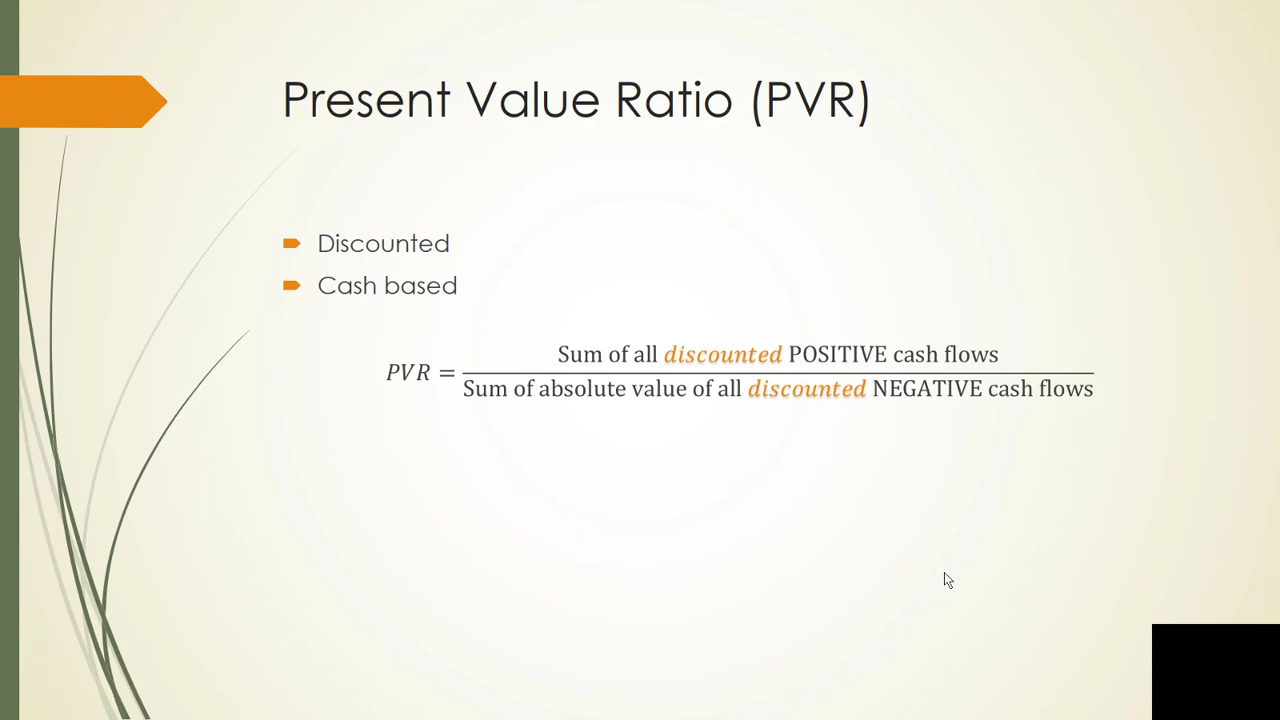 Present Value Ratio (PVR)
Discounted
Cash based
PVR = Sum of all discounted POSITIVE cash flows
Sum of absolute value of all discounted NEGATIVE cash flows